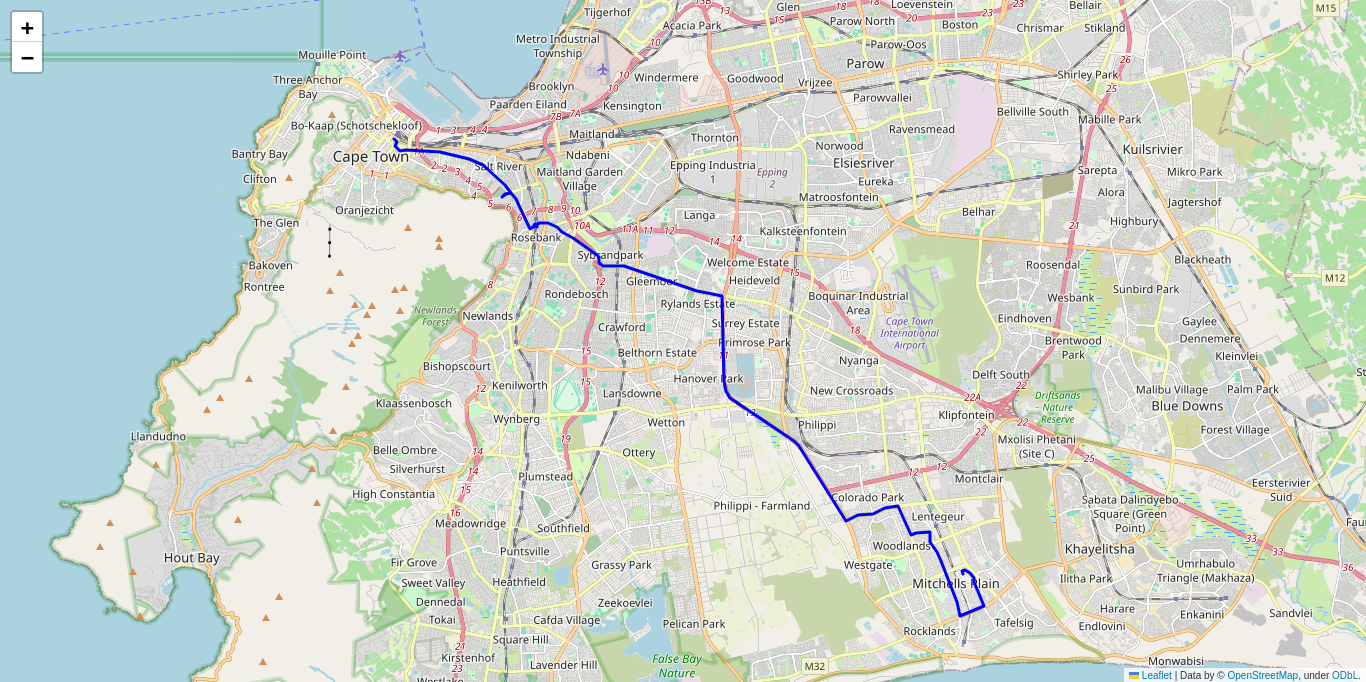 +
−
Tijgerhof
Acacia Park
13B
Glen
Loevenstein
Parow North
Boston
Bellair
Stikland
Chrismar
M15
Metro Industrial
Township
Parow-Oos
Parow
Mouille Point
Three Anchor
Bay
Windermere
Goodwood
Vrijzee
Shirley Park
Brooklyn
Paarden Eiland
Kensington
Parowvallei
Bellville South
Mabille Park
Bo-Kaap (Schotschekloof)
Maitland
Thornton
Ravensmead
Norwood
Kuilsrivier
Bantry Bay
Cape Town
Salt River
Ndabeni
Maitland Garden
Village
Epping Industria
1
Epping
2
Elsiesriver
Eureka
Sarepta
Mikro Park
Clifton
Matroosfontein
Alora
Jagtershof
Oranjezicht
Langa
Belhar
Highbury
The Glen
Rosebank
Kalksteenfontein
Bakoven
Sybrandpark
Welcome Estate
Roosendal
Blackheath
M12
Rontree
Gleemoor
Heideveld
Sunbird Park
Rondebosch
Rylands Estate
Boquinar Industrial
Area
Wesbank
Newlands
Forest
Newlands
Crawford
Surrey Estate
Cape Town
International
Airport
Eindhoven
Gaylee
Primrose Park
Brentwood
Park
Dennemere
Belthorn Estate
Nyanga
Kleinvlei
Bishopscourt
Kenilworth
Hanover Park
New Crossroads
Delft South
Malibu Village
Palm Park
Klaassenbosch
Lansdowne
22A
Driftsands
Nature
Reserve
Blue Downs
Wynberg
Wetton
Philippi
Klipfontein
Forest Village
Llandudno
Belle Ombre
Ottery
Mxolisi Phetani
(Site C)
Silverhurst
Plumstead
Montclair
Eersterivier
Suid
High Constantia
Philippi - Farmland
Colorado Park
Sabata Dalindyebo
Square (Green
Point)
Meadowridge
Southfield
Lentegeur
Hout Bay
Puntsville
Woodlands
Khayelitsha
Fir Grove
Grassy Park
Westgate
Umrhabulo
Triangle (Makhaza)
Sweet Valley
Heathfield
Mitchells Plain
Ilitha Park
Dennedal
Zeekoevlei
Harare
Enkanini
Sandvlei
Tokai
Cafda Village
Pelican Park
Tafelsig
Endlovini
Square Hill
Rocklands
Kirstenhof
Lavender Hill
False Bay
Nature
M32
Monwabisi
Leaflet | Data by © OpenStreetMap, under ODbL.